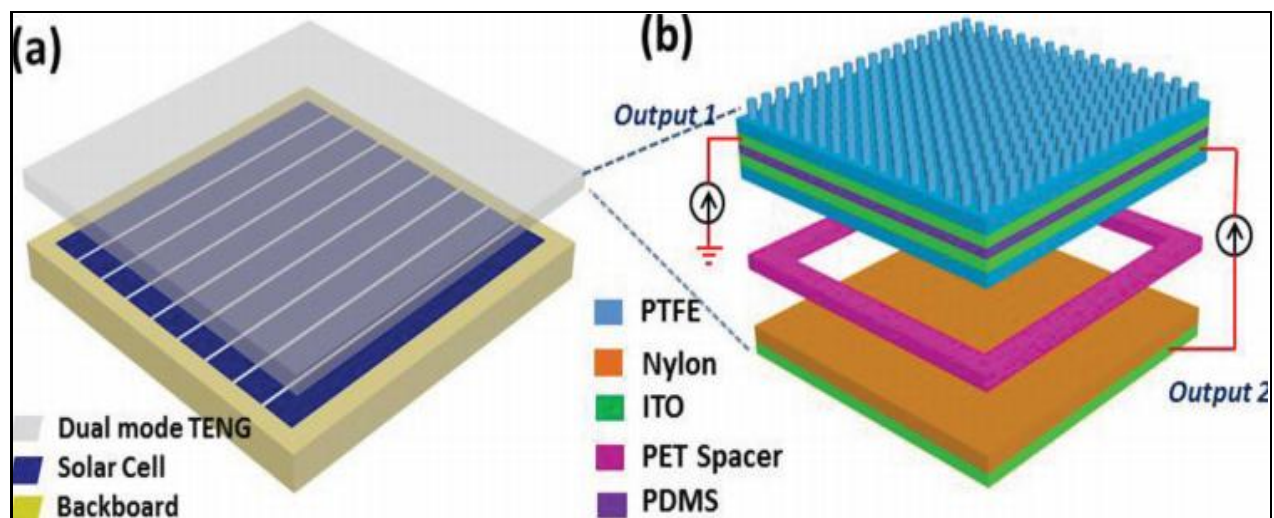 (a)
Dual mode TENG
Solar Cell
Backboard
(b)
Output 1
PTFE
Nylon
ITO
PET Spacer
PDMS
Output 2